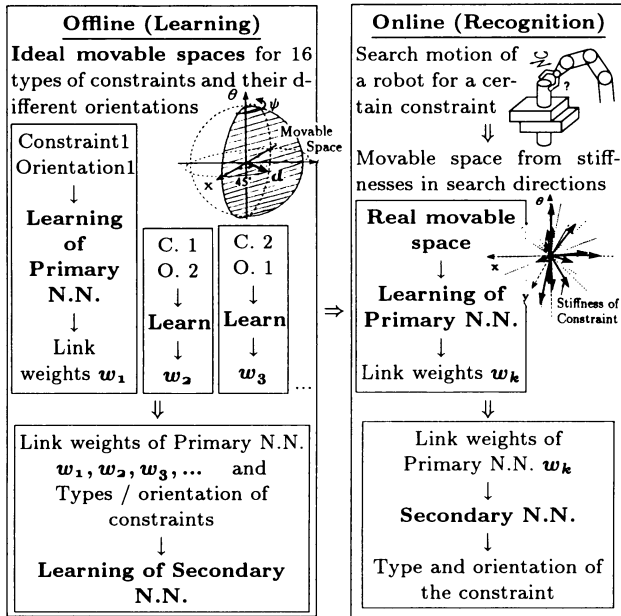 Offline (Learning)
Ideal movable spaces for 16
types of constraints and their d-
ifferent orientations
θ
ψ
Movable
Space
x
45°
d
Constraint1
Orientation1
↓
Learning
of
Primary
N.N.
↓
Link
weights w₁
C. 1
O. 2
↓
Learn
↓
w₂
C. 2
O. 1
↓
Learn
↓
w₃
...
⇓
Link weights of Primary N.N.
w₁, w₂, w₃, ... and
Types / orientation of
constraints
↓
Learning of Secondary
N.N.
⇒
Online (Recognition)
Search motion of
a robot for a cer-
tain constraint
NC
?
⇓
Movable space from stiff-
nesses in search directions
Real movable
space
↓
Learning of
Primary N.N.
↓
Link weights wₖ
θ
x
y
Stiffness of
Constraint
⇓
Link weights of
Primary N.N. wₖ
↓
Secondary N.N.
↓
Type and orientation of
the constraint